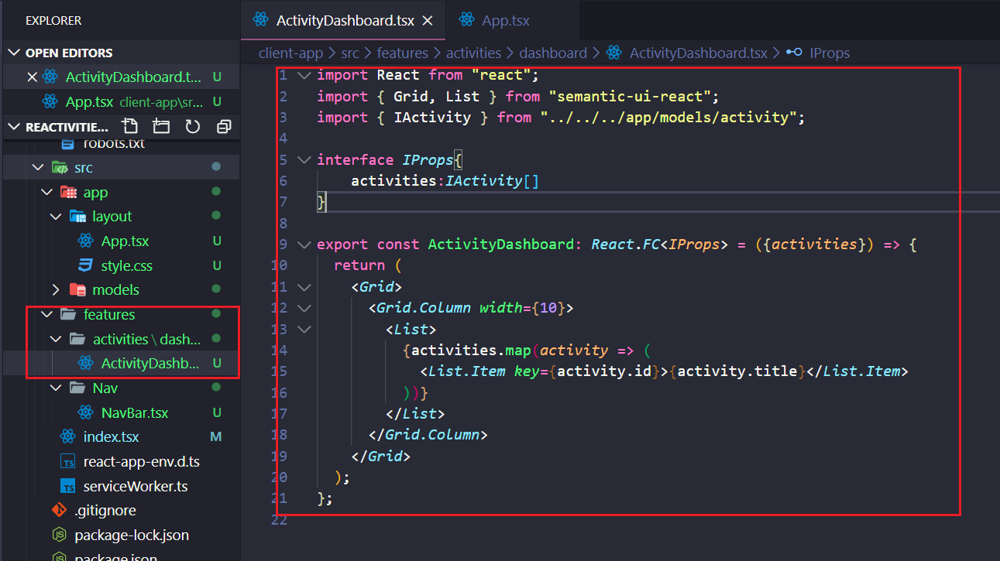 EXPLORER
OPEN EDITORS
ActivityDashboard.t... U
App.tsx client-app\sr... U
REACTIVITIE...
robots.txt
src
app
layout
App.tsx U
style.css U
models
features
activities \ dash...
ActivityDashb... U
Nav
NavBar.tsx U
index.tsx M
TS react-app-env.d.ts
TS serviceWorker.ts
.gitignore
JS package-lock.json
JS package.json
ActivityDashboard.tsx App.tsx
client-app > src > features > activities > dashboard > ActivityDashboard.tsx > IProps
1 import React from "react";
2 import { Grid, List } from "semantic-ui-react";
3 import { IActivity } from "../../../app/models/activity";
4
5 interface IProps{
6 activities:IActivity[]
7 }
8
9 export const ActivityDashboard: React.FC<IProps> = ({activities}) => {
10 return (
11 <Grid>
12 <Grid.Column width={10}>
13 <List>
14 {activities.map(activity => (
15 <List.Item key={activity.id}>{activity.title}</List.Item>
16 ))}
17 </List>
18 </Grid.Column>
19 </Grid>
20 );
21 };
22